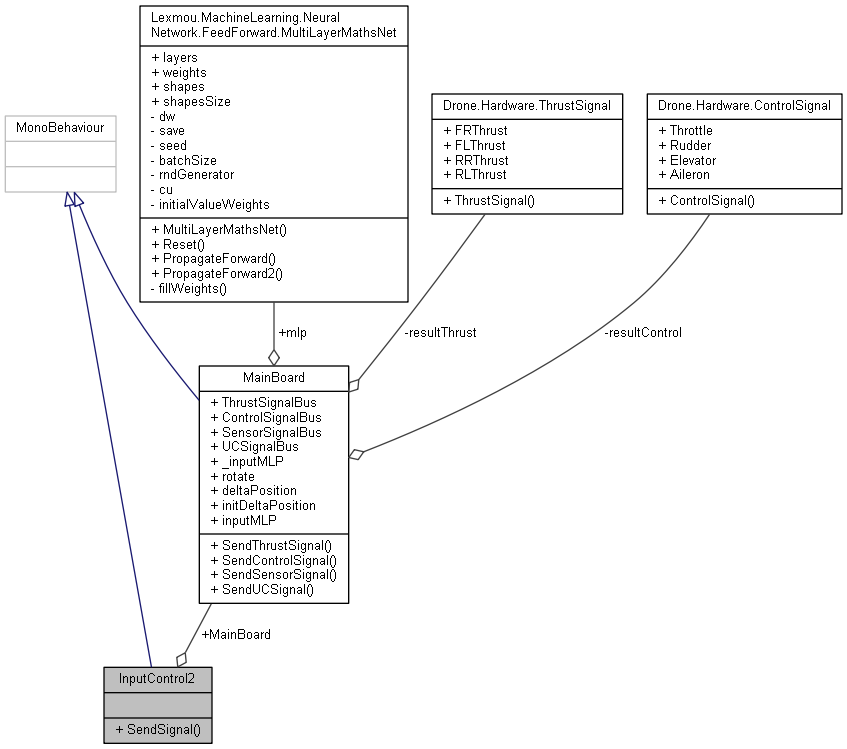 Lexmou.MachineLearning.Neural
Network.FeedForward.MultiLayerMathsNet
+ layers
+ weights
+ shapes
+ shapesSize
- dw
- save
- seed
- batchSize
- rndGenerator
- cu
- initialValueWeights
+ MultiLayerMathsNet()
+ Reset()
+ PropagateForward()
+ PropagateForward2()
- fillWeights()
Drone.Hardware.ThrustSignal
+ FRThrust
+ FLThrust
+ RRThrust
+ RLThrust
+ ThrustSignal()
Drone.Hardware.ControlSignal
+ Throttle
+ Rudder
+ Elevator
+ Aileron
+ ControlSignal()
MonoBehaviour
+mlp
-resultThrust
-resultControl
MainBoard
+ ThrustSignalBus
+ ControlSignalBus
+ SensorSignalBus
+ UCSignalBus
+ _inputMLP
+ rotate
+ deltaPosition
+ initDeltaPosition
+ inputMLP
+ SendThrustSignal()
+ SendControlSignal()
+ SendSensorSignal()
+ SendUCSignal()
+MainBoard
InputControl2
+ SendSignal()